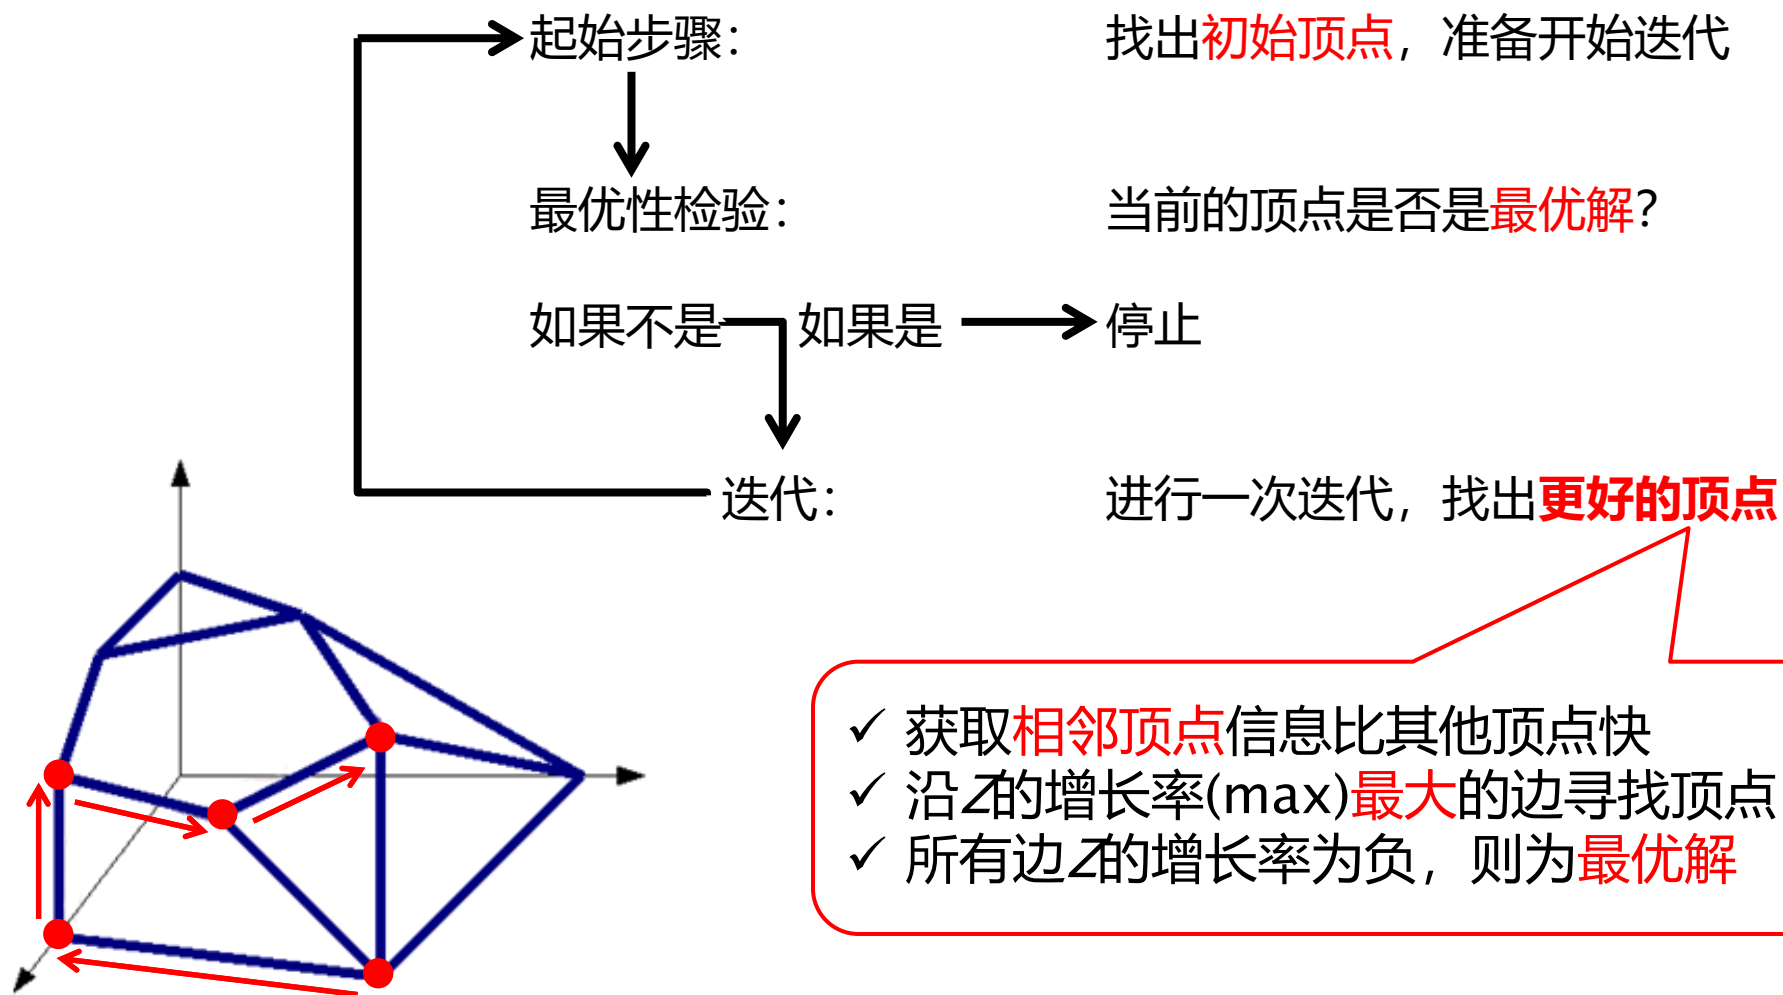 起始步骤： 找出初始顶点，准备开始迭代
最优性检验： 当前的顶点是否是最优解？
如果不是 如果是 停止
迭代： 进行一次迭代，找出更好的顶点
✓ 获取相邻顶点信息比其他顶点快
✓ 沿Z的增长率(max)最大的边寻找顶点
✓ 所有边Z的增长率为负，则为最优解